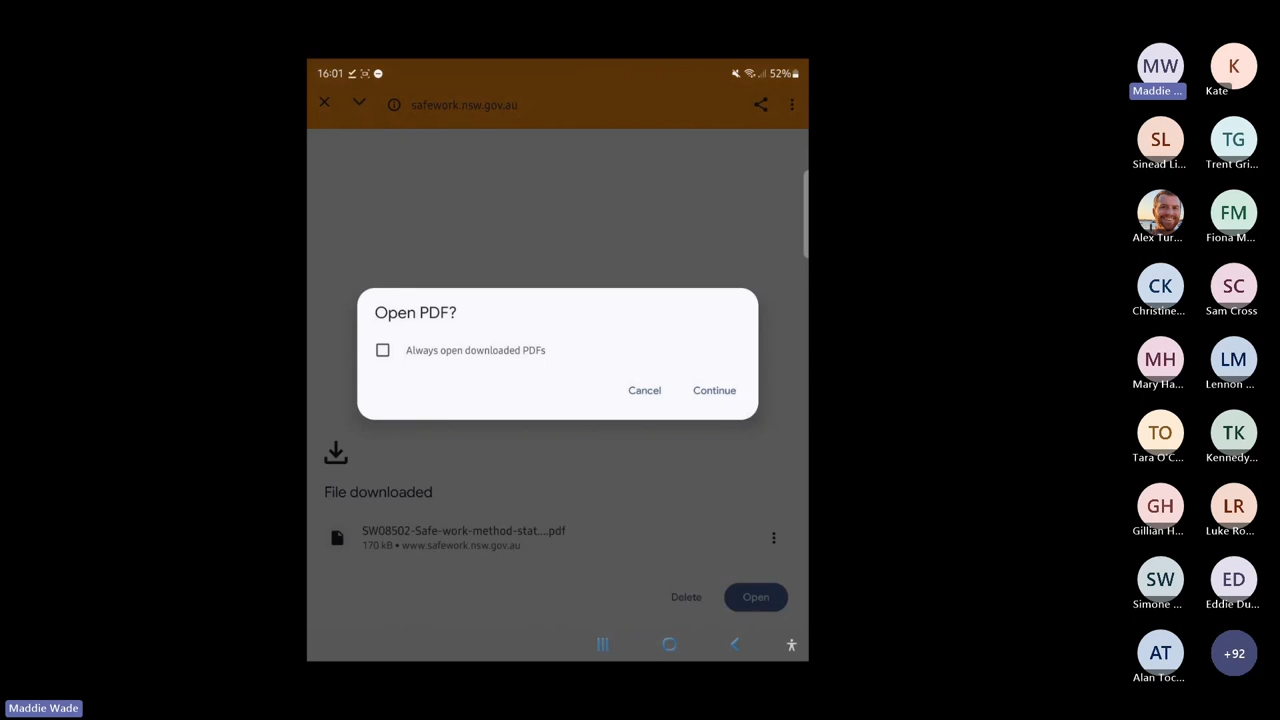 16:01
52%
safework.nsw.gov.au
Open PDF?
Always open downloaded PDFs
Cancel
Continue
File downloaded
SW08502-Safe-work-method-stat....pdf
170 kB • www.safework.nsw.gov.au
Delete
Open
MW
K
Maddie ...
Kate
SL
TG
Sinead Li...
Trent Gri...
FM
Alex Tur...
Fiona M...
CK
SC
Christine...
Sam Cross
MH
LM
Mary Ha...
Lennon ...
TO
TK
Tara O'C...
Kennedy...
GH
LR
Gillian H...
Luke Ro...
SW
ED
Simone ...
Eddie Du...
AT
+92
Alan Toc...
Maddie Wade